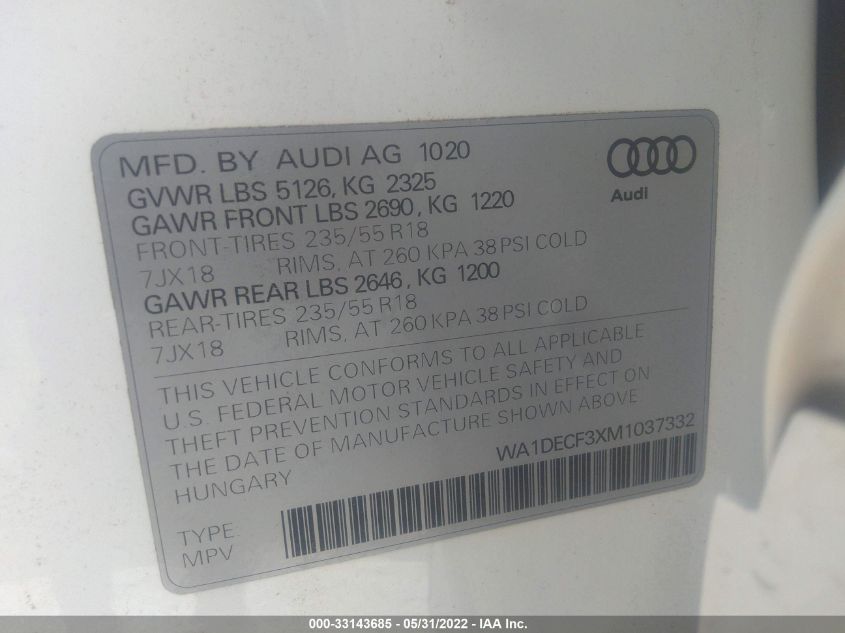 MFD. BY AUDI AG 1020
GVWR LBS 5126, KG 2325
GAWR FRONT LBS 2690, KG 1220
FRONT-TIRES 235/55 R18
7JX18 RIMS, AT 260 KPA 38 PSI COLD
GAWR REAR LBS 2646, KG 1200
REAR-TIRES 235/55 R18
7JX18 RIMS, AT 260 KPA 38 PSI COLD
Audi
THIS VEHICLE CONFORMS TO ALL APPLICABLE
U.S. FEDERAL MOTOR VEHICLE SAFETY AND
THEFT PREVENTION STANDARDS IN EFFECT ON
THE DATE OF MANUFACTURE SHOWN ABOVE
HUNGARY
WA1DECF3XM1037332
TYPE:
MPV
000-33143685 - 05/31/2022 - IAAI Inc.